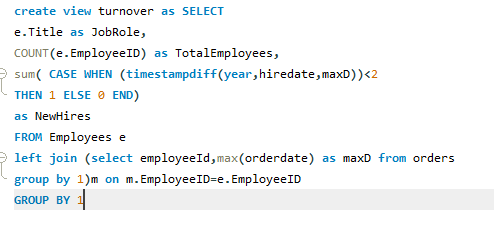 create view turnover as SELECT
e.Title as JobRole,
COUNT(e.EmployeeID) as TotalEmployees,
sum( CASE WHEN (timestampdiff(year,hiredate,maxD))<2
THEN 1 ELSE 0 END)
as NewHires
FROM Employees e
left join (select employeeId,max(orderdate) as maxD from orders
group by 1)m on m.EmployeeID=e.EmployeeID
GROUP BY 1